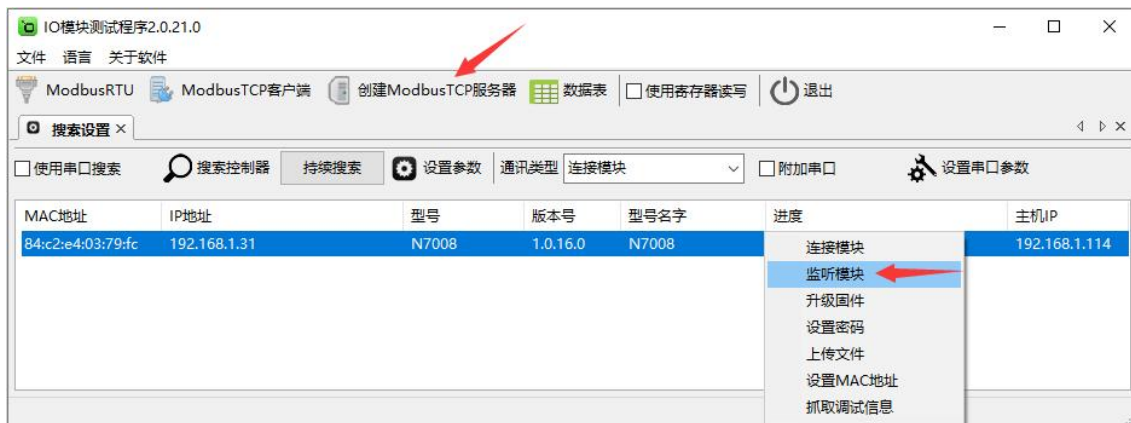 IO模块测试程序2.0.21.0
文件 语言 关于软件
ModbusRTU ModbusTCP客户端 创建ModbusTCP服务器 数据表 使用寄存器读写 退出
搜索设置
使用串口搜索 搜索控制器 持续搜索 设置参数 通讯类型 连接模块 附加串口 设置串口参数
MAC地址 IP地址 型号 版本号 型号名字 进度 主机IP
84:c2:e4:03:79:fc 192.168.1.31 N7008 1.0.16.0 N7008 192.168.1.114
连接模块
监听模块
升级固件
设置密码
上传文件
设置MAC地址
抓取调试信息